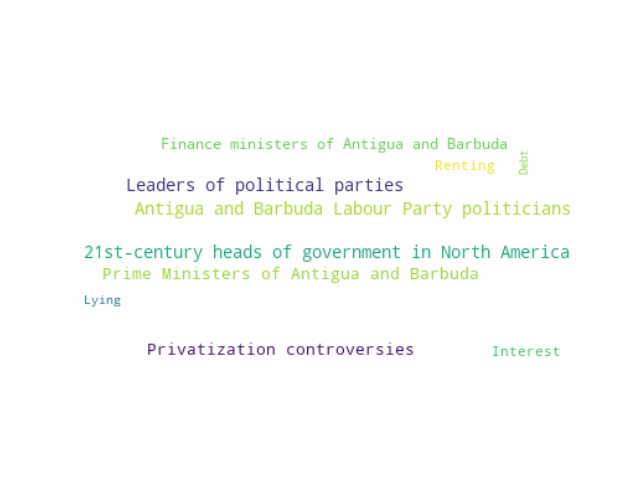 Finance ministers of Antigua and Barbuda
Debt
Renting
Leaders of political parties
Antigua and Barbuda Labour Party politicians
21st-century heads of government in North America
Prime Ministers of Antigua and Barbuda
Lying
Privatization controversies
Interest